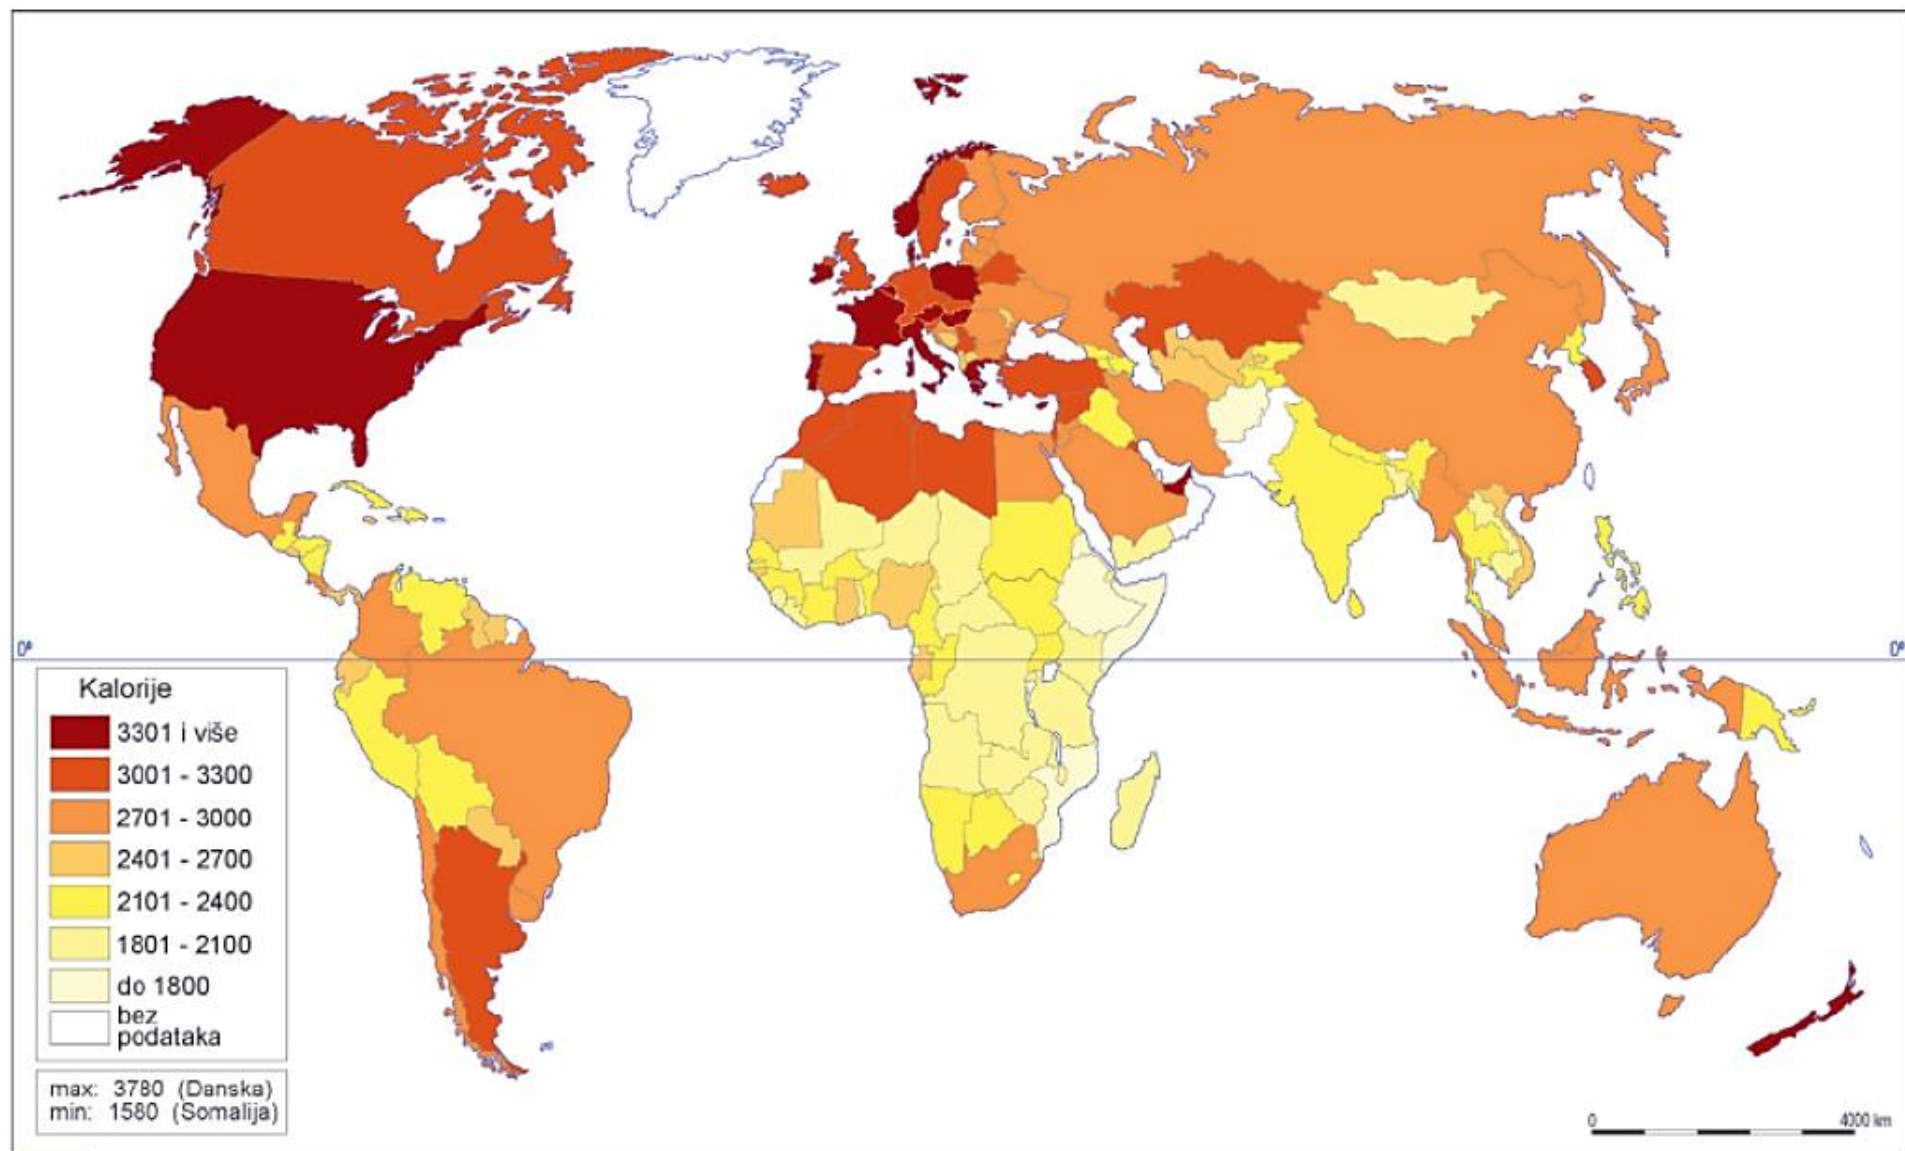 0°
0°
Kalorije
3301 i više
3001 - 3300
2701 - 3000
2401 - 2700
2101 - 2400
1801 - 2100
do 1800
bez
podataka
max: 3780 (Danska)
min: 1580 (Somalija)
0
4000 km